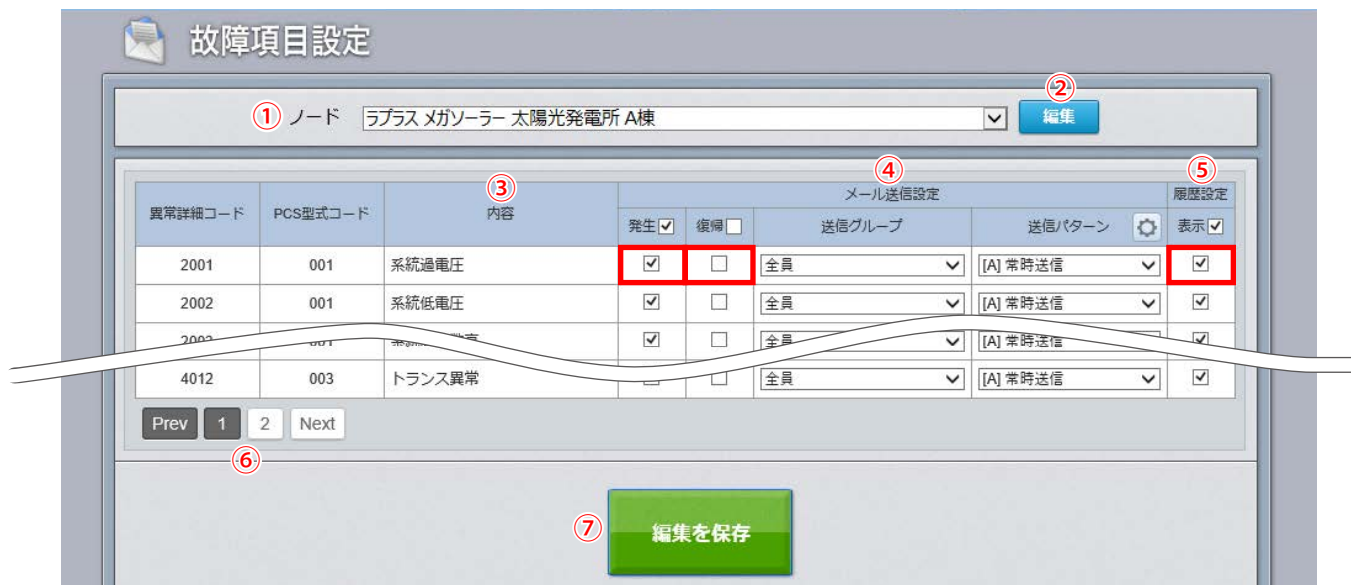 故障項目設定
① ノード ラプラス メガソーラー 太陽光発電所 A棟 ② 編集
③ ④ ⑤
異常詳細コード PCS型式コード 内容 メール送信設定 履歴設定
発生 復帰 送信グループ 送信パターン 表示
2001 001 系統過電圧 全員 [A] 常時送信
2002 001 系統低電圧 全員 [A] 常時送信
全員 [A] 常時送信
4012 003 トランス異常 全員 [A] 常時送信
Prev 1 2 Next
⑥
⑦ 編集を保存